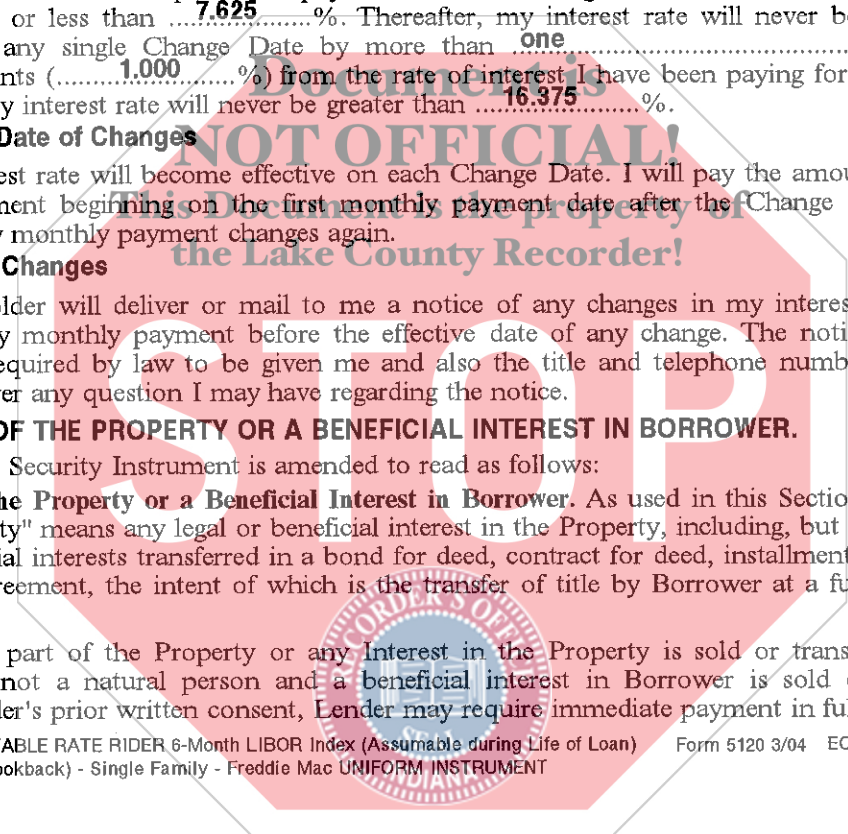 or less than ....7.625.............%. Thereafter, my interest rate will never be
any single Change Date by more than ....one....................................................
nts (...........1.000.........%) from the rate of interest I have been paying for
y interest rate will never be greater than .....16.375...........%.
Date of Changes
est rate will become effective on each Change Date. I will pay the amou
nent beginning on the first monthly payment date after the Change
y monthly payment changes again.
Changes
lder will deliver or mail to me a notice of any changes in my interes
y monthly payment before the effective date of any change. The noti
equired by law to be given me and also the title and telephone numb
er any question I may have regarding the notice.
OF THE PROPERTY OR A BENEFICIAL INTEREST IN BORROWER.
Security Instrument is amended to read as follows:
he Property or a Beneficial Interest in Borrower. As used in this Section
ty" means any legal or beneficial interest in the Property, including, but
ial interests transferred in a bond for deed, contract for deed, installment
reement, the intent of which is the transfer of title by Borrower at a fu
part of the Property or any Interest in the Property is sold or trans
not a natural person and a beneficial interest in Borrower is sold
der's prior written consent, Lender may require immediate payment in ful
ABLE RATE RIDER 6-Month LIBOR Index (Assumable during Life of Loan) Form 5120 3/04 EC
ookback) - Single Family - Freddie Mac UNIFORM INSTRUMENT
Document is
NOT OFFICIAL!
This Document is the property of
the Lake County Recorder!
STOP
RECORDER'S OFFICE
SEAL
INDIANA